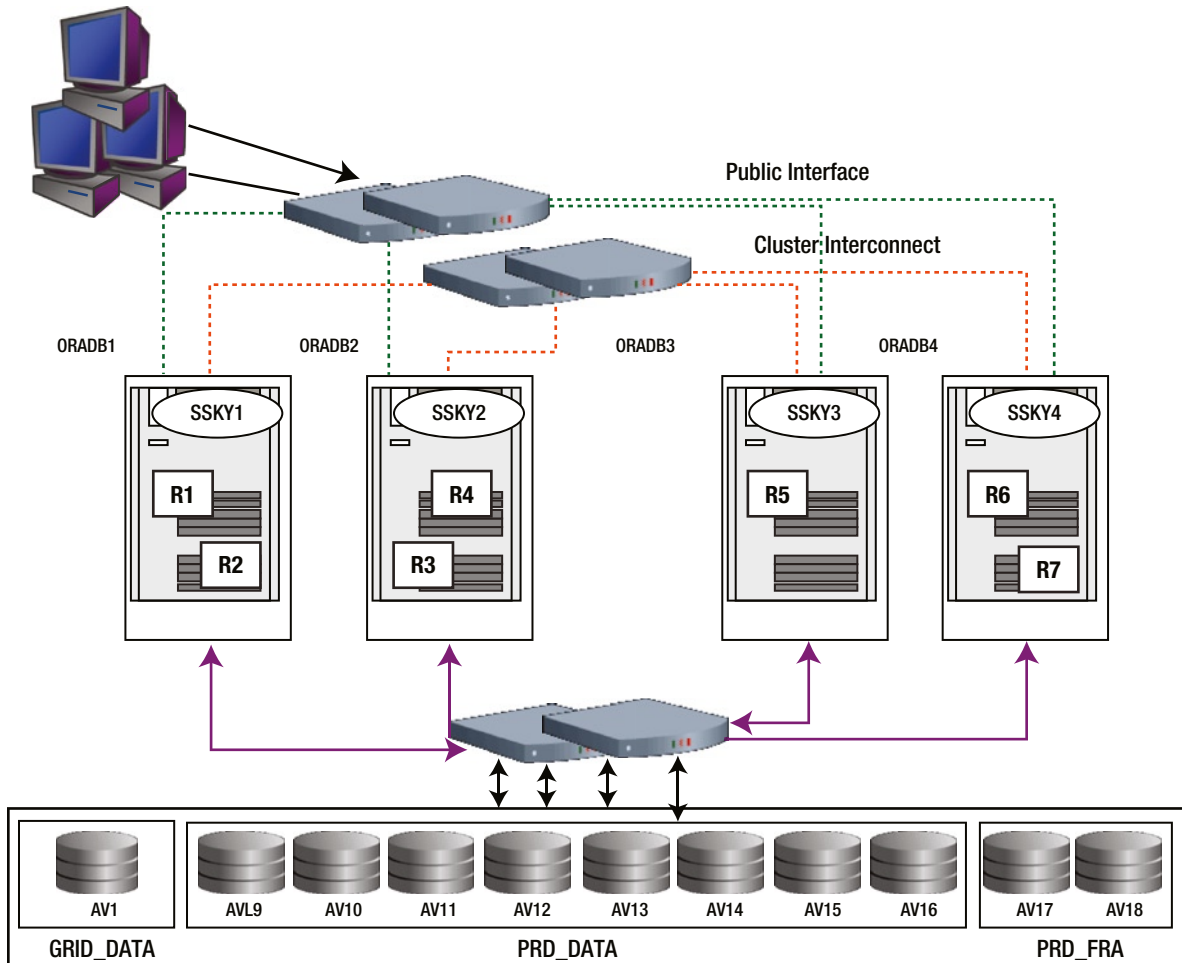 Public Interface
Cluster Interconnect
ORADB1
ORADB2
ORADB3
ORADB4
SSKY1
SSKY2
SSKY3
SSKY4
R1
R4
R5
R6
R2
R3
R7
AV1
AVL9
AV10
AV11
AV12
AV13
AV14
AV15
AV16
AV17
AV18
GRID_DATA
PRD_DATA
PRD_FRA